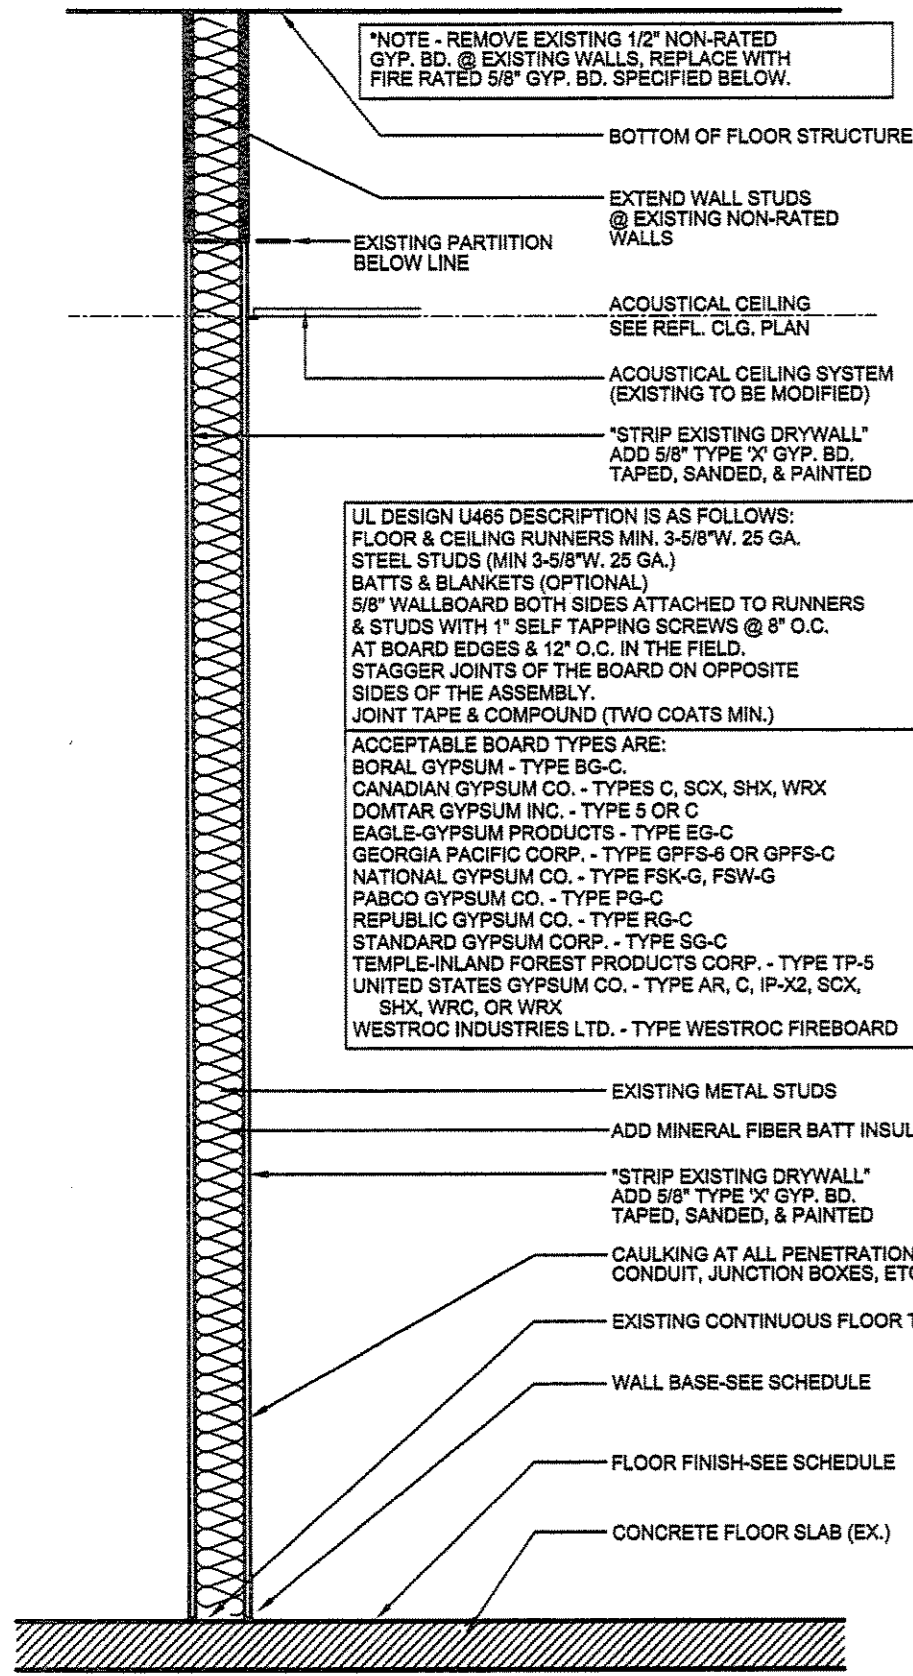 *NOTE - REMOVE EXISTING 1/2" NON-RATED
GYP. BD. @ EXISTING WALLS, REPLACE WITH
FIRE RATED 5/8" GYP. BD. SPECIFIED BELOW.
BOTTOM OF FLOOR STRUCTURE
EXTEND WALL STUDS
@ EXISTING NON-RATED
WALLS
EXISTING PARTIITION
BELOW LINE
ACOUSTICAL CEILING
SEE REFL. CLG. PLAN
ACOUSTICAL CEILING SYSTEM
(EXISTING TO BE MODIFIED)
"STRIP EXISTING DRYWALL"
ADD 5/8" TYPE 'X' GYP. BD.
TAPED, SANDED, & PAINTED
UL DESIGN U465 DESCRIPTION IS AS FOLLOWS:
FLOOR & CEILING RUNNERS MIN. 3-5/8"W. 25 GA.
STEEL STUDS (MIN 3-5/8"W. 25 GA.)
BATTS & BLANKETS (OPTIONAL)
5/8" WALLBOARD BOTH SIDES ATTACHED TO RUNNERS
& STUDS WITH 1" SELF TAPPING SCREWS @ 8" O.C.
AT BOARD EDGES & 12" O.C. IN THE FIELD.
STAGGER JOINTS OF THE BOARD ON OPPOSITE
SIDES OF THE ASSEMBLY.
JOINT TAPE & COMPOUND (TWO COATS MIN.)
ACCEPTABLE BOARD TYPES ARE:
BORAL GYPSUM - TYPE BG-C.
CANADIAN GYPSUM CO. - TYPES C, SCX, SHX, WRX
DOMTAR GYPSUM INC. - TYPE 5 OR C
EAGLE-GYPSUM PRODUCTS - TYPE EG-C
GEORGIA PACIFIC CORP. - TYPE GPFS-6 OR GPFS-C
NATIONAL GYPSUM CO. - TYPE FSK-G, FSW-G
PABCO GYPSUM CO. - TYPE PG-C
REPUBLIC GYPSUM CO. - TYPE RG-C
STANDARD GYPSUM CORP. - TYPE SG-C
TEMPLE-INLAND FOREST PRODUCTS CORP. - TYPE TP-5
UNITED STATES GYPSUM CO. - TYPE AR, C, IP-X2, SCX,
SHX, WRC, OR WRX
WESTROC INDUSTRIES LTD. - TYPE WESTROC FIREBOARD
EXISTING METAL STUDS
ADD MINERAL FIBER BATT INSUL
"STRIP EXISTING DRYWALL"
ADD 5/8" TYPE 'X' GYP. BD.
TAPED, SANDED, & PAINTED
CAULKING AT ALL PENETRATION
CONDUIT, JUNCTION BOXES, ETC
EXISTING CONTINUOUS FLOOR T
WALL BASE-SEE SCHEDULE
FLOOR FINISH-SEE SCHEDULE
CONCRETE FLOOR SLAB (EX.)